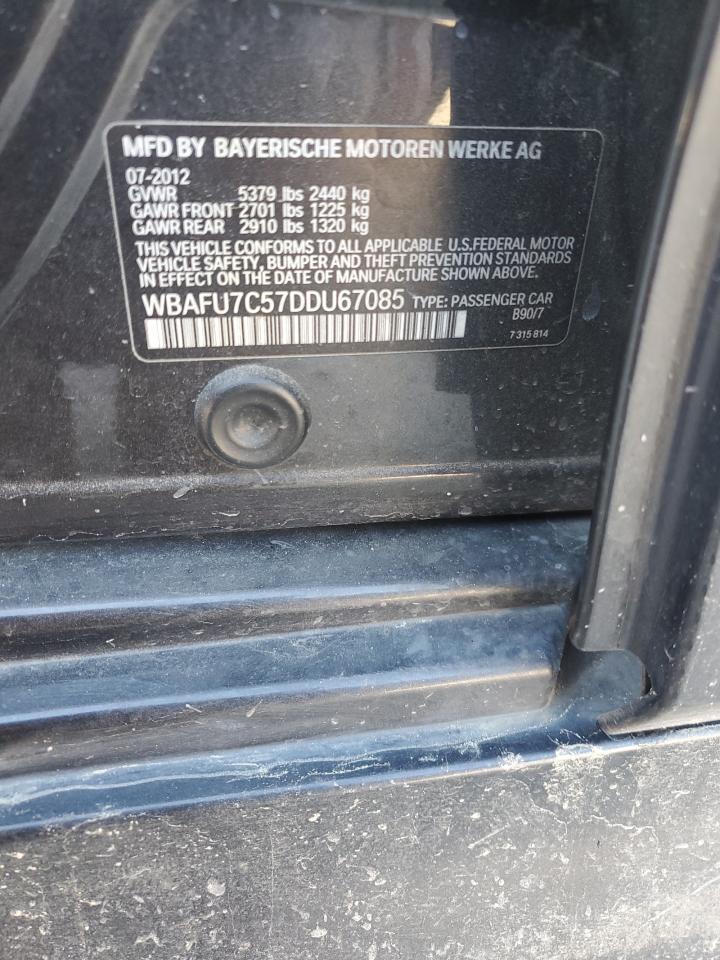 MFD BY BAYERISCHE MOTOREN WERKE AG
07-2012
GVWR 5379 lbs 2440 kg
GAWR FRONT 2701 lbs 1225 kg
GAWR REAR 2910 lbs 1320 kg
THIS VEHICLE CONFORMS TO ALL APPLICABLE U.S.FEDERAL MOTOR
VEHICLE SAFETY, BUMPER AND THEFT PREVENTION STANDARDS
IN EFFECT ON THE DATE OF MANUFACTURE SHOWN ABOVE.
WBAFU7C57DDU67085 TYPE: PASSENGER CAR
B90/7
7 315 814